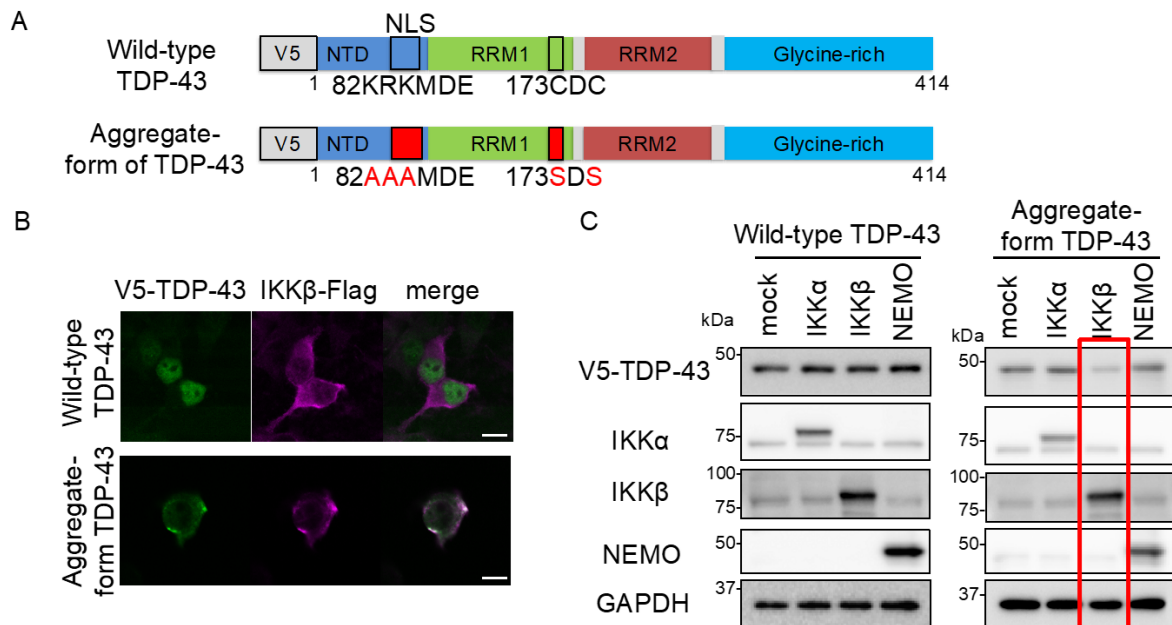 A
NLS
Wild-type
TDP-43
V5 NTD RRM1 RRM2 Glycine-rich
1 82KRKMDE 173CDC 414
Aggregate-
form of TDP-43
V5 NTD RRM1 RRM2 Glycine-rich
1 82AAAMDE 173SDS 414
B
V5-TDP-43 IKKβ-Flag merge
Wild-type
TDP-43
Aggregate-
form TDP-43
C
Wild-type TDP-43
Aggregate-
form TDP-43
mock IKKα IKKβ NEMO
mock IKKα IKKβ NEMO
kDa kDa
V5-TDP-43 50 50
IKKα 75 75
IKKβ 100 75 100 75
NEMO 50 50
GAPDH 37 37